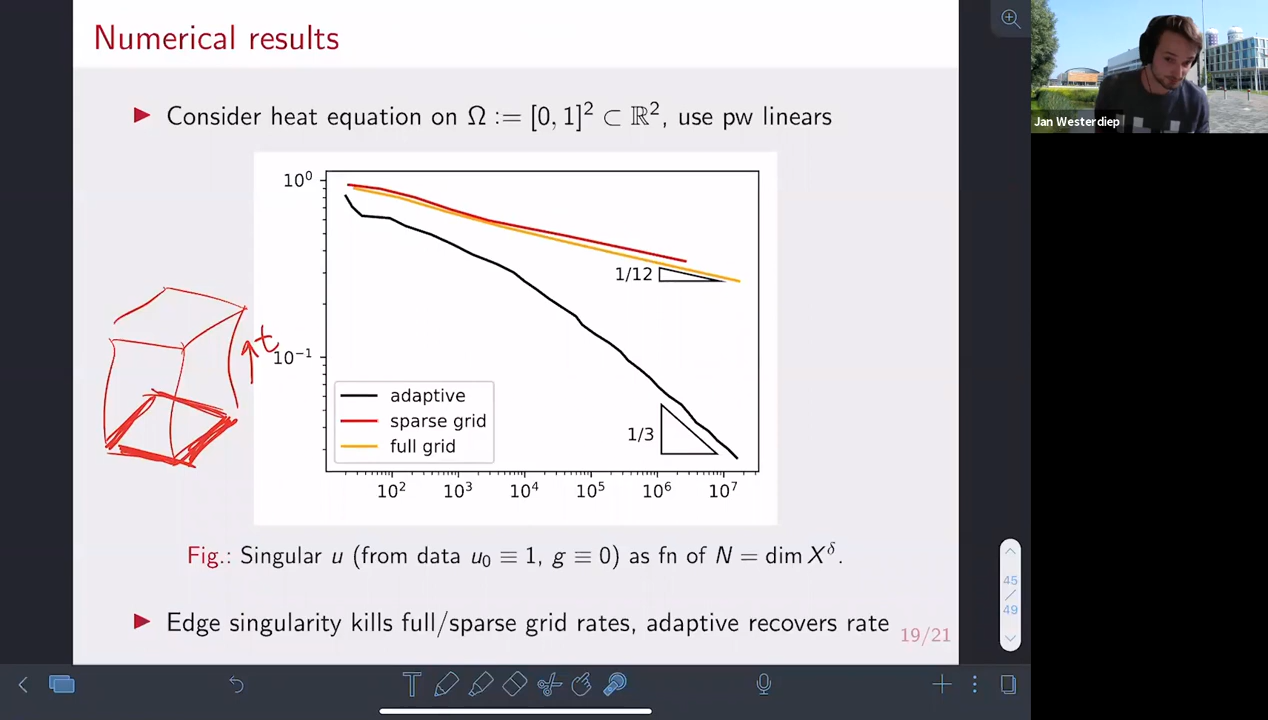 Numerical results
▶ Consider heat equation on Ω := [0, 1]² ⊂ ℝ², use pw linears
10⁰
1/12
t
10⁻¹
adaptive
sparse grid
full grid
1/3
10² 10³ 10⁴ 10⁵ 10⁶ 10⁷
Fig.: Singular u (from data u₀ ≡ 1, g ≡ 0) as fn of N = dim X^δ.
▶ Edge singularity kills full/sparse grid rates, adaptive recovers rate
19/21
45
/
49
T
Jan Westerdiep